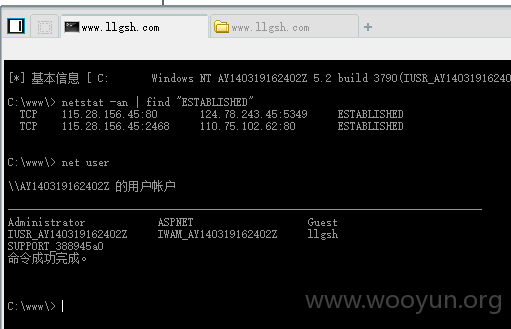 www.llgsh.com www.llgsh.com
[*] 基本信息 [ C: Windows NT AY140319162402Z 5.2 build 3790(IUSR_AY1403191624
C:\www\> netstat -an | find "ESTABLISHED"
TCP 115.28.156.45:80 124.78.243.45:5349 ESTABLISHED
TCP 115.28.156.45:2468 110.75.102.62:80 ESTABLISHED
C:\www\> net user
\\AY140319162402Z 的用户帐户
Administrator ASPNET Guest
IUSR_AY140319162402Z IWAM_AY140319162402Z llgsh
SUPPORT_388945a0
命令成功完成。
C:\www\>
www.wooyun.org